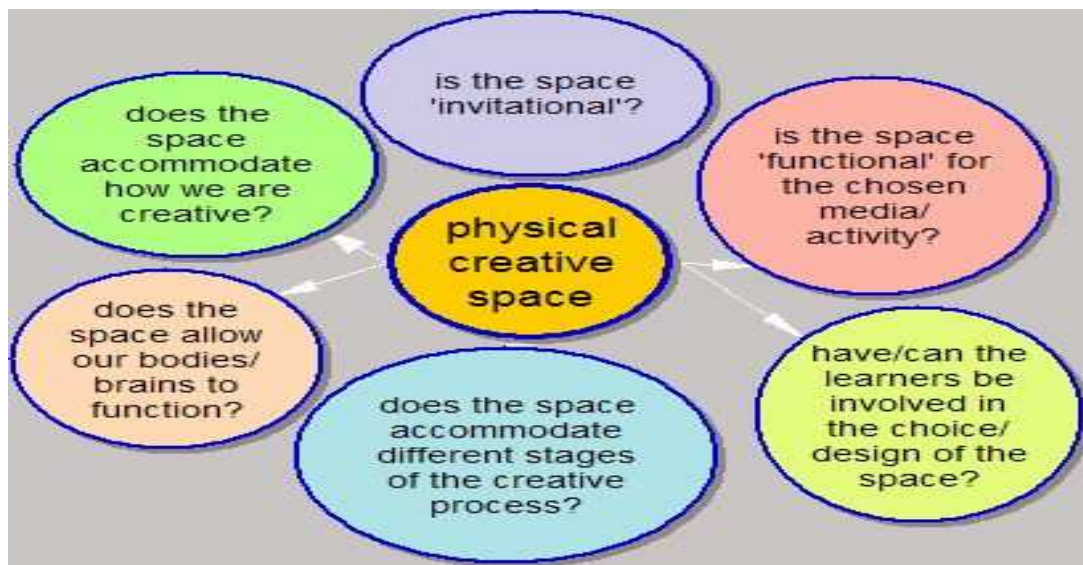 is the space
'invitational'?
does the
space
accommodate
how we are
creative?
is the space
'functional' for
the chosen
media/
activity?
physical
creative
space
does the
space allow
our bodies/
brains to
function?
have/can the
learners be
involved in
the choice/
design of the
space?
does the space
accommodate
different stages
of the creative
process?